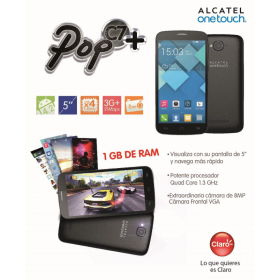 ALCATEL
onetouch.
Pop C7+
5"
x4
3G+
1 GB DE RAM
• Visualiza con su pantalla de 5"
y navega más rápido
• Potente procesador
Quad Core 1.3 GHz
• Extraordinaria cámara de 8MP
Cámara Frontal VGA
Claro
Lo que quieres
es Claro